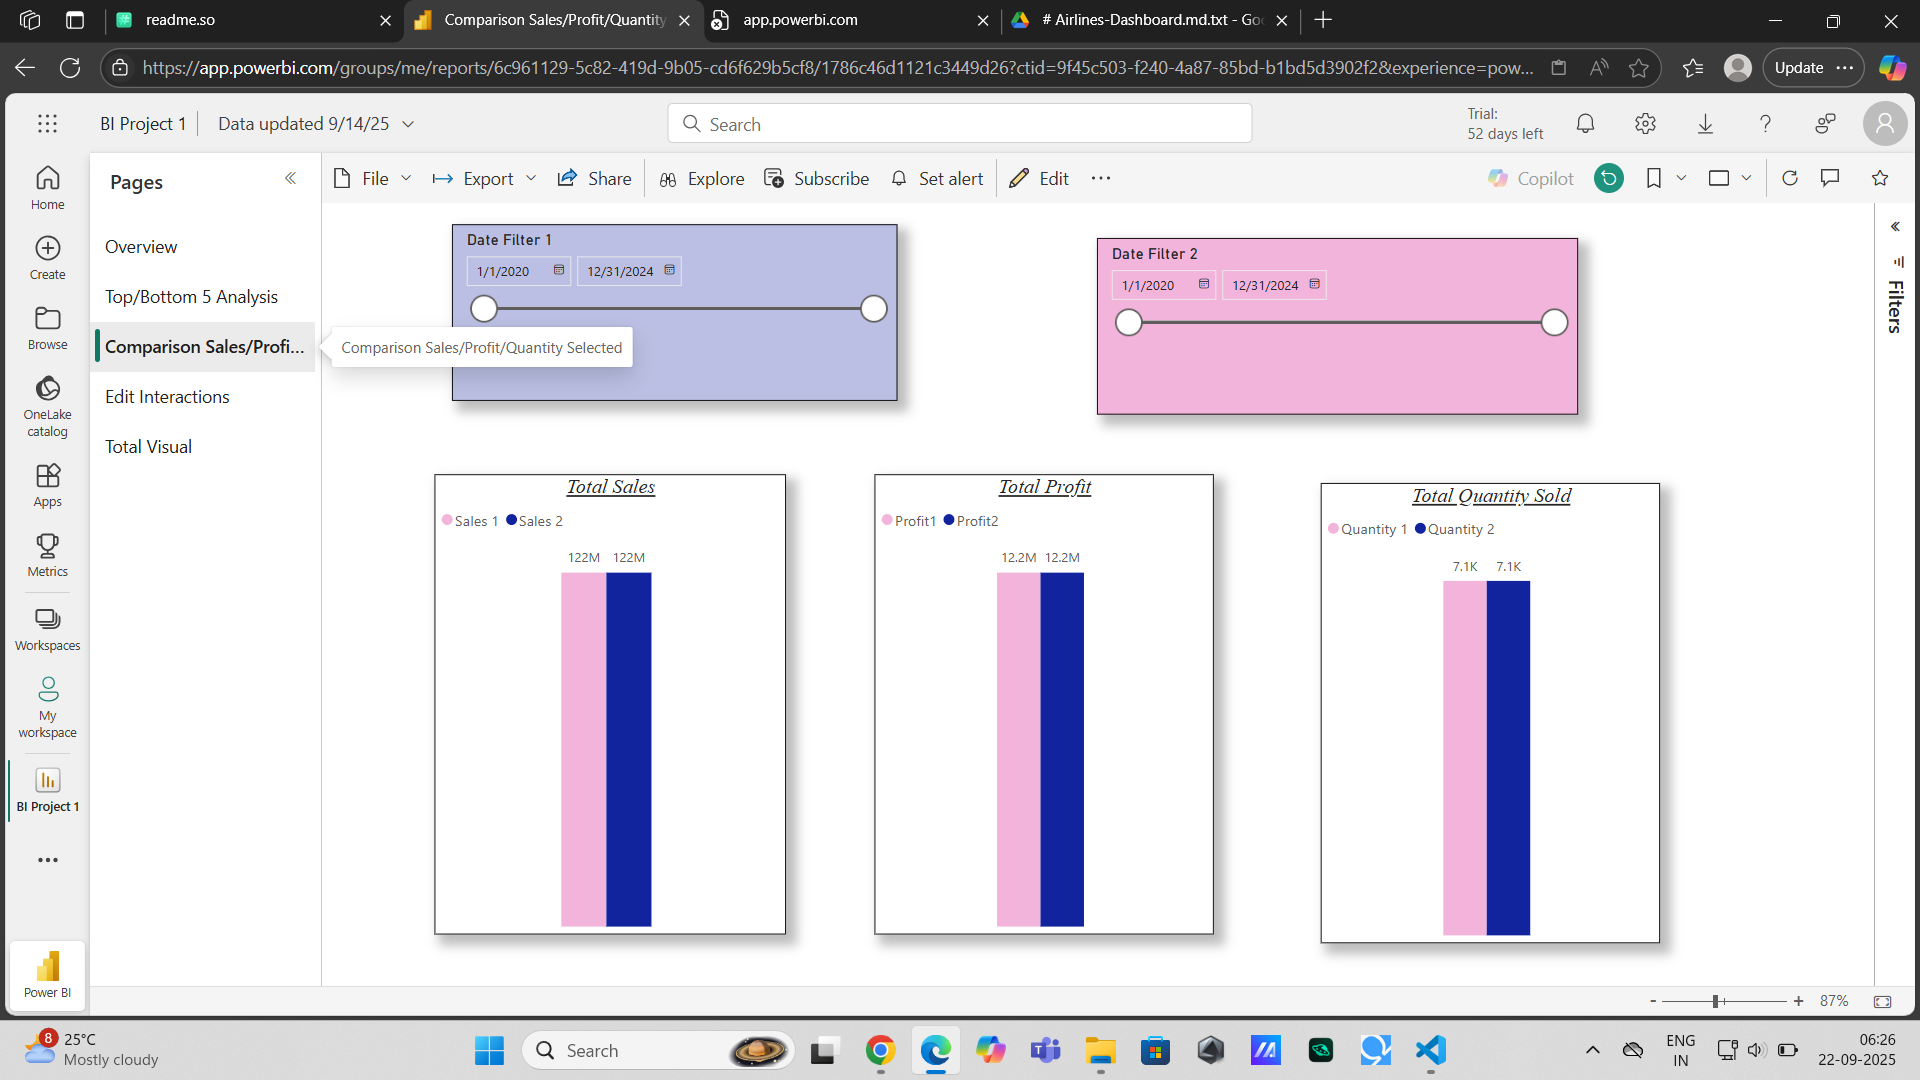 readme.so
Comparison Sales/Profit/Quantity
app.powerbi.com
# Airlines-Dashboard.md.txt - Goo
https://app.powerbi.com/groups/me/reports/6c961129-5c82-419d-9b05-cd6f629b5cf8/1786c46d1121c3449d26?ctid=9f45c503-f240-4a87-85bd-b1bd5d3902f2&experience=pow...
Update
BI Project 1
Data updated 9/14/25
Search
Trial:
52 days left
Home
Create
Browse
OneLake
catalog
Apps
Metrics
Workspaces
My
workspace
BI Project 1
Power BI
Pages
Overview
Top/Bottom 5 Analysis
Comparison Sales/Profi...
Edit Interactions
Total Visual
File
Export
Share
Explore
Subscribe
Set alert
Edit
Copilot
Date Filter 1
1/1/2020
12/31/2024
Comparison Sales/Profit/Quantity Selected
Date Filter 2
1/1/2020
12/31/2024
Filters
Total Sales
Sales 1 Sales 2
122M 122M
Total Profit
Profit1 Profit2
12.2M 12.2M
Total Quantity Sold
Quantity 1 Quantity 2
7.1K 7.1K
- + 87%
8
25°C
Mostly cloudy
Search
ENG
IN
06:26
22-09-2025